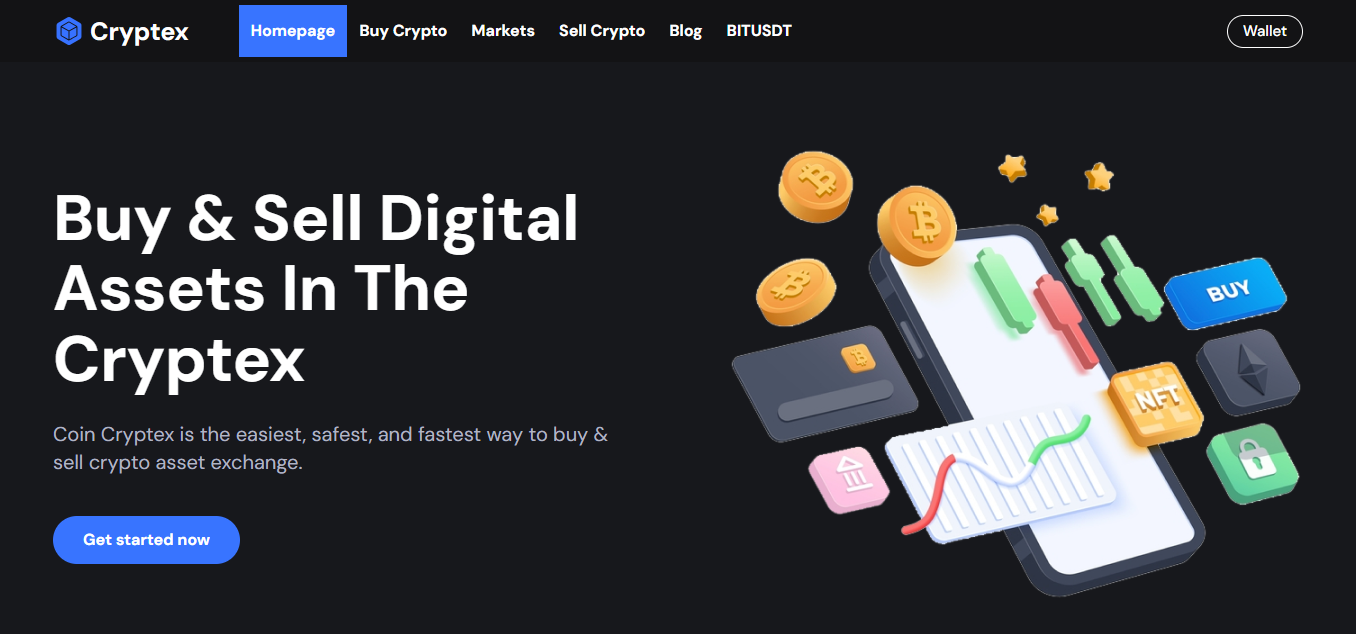 Cryptex
Homepage
Buy Crypto
Markets
Sell Crypto
Blog
BITUSDT
Wallet
Buy & Sell Digital
Assets In The
Cryptex
Coin Cryptex is the easiest, safest, and fastest way to buy &
sell crypto asset exchange.
Get started now
BUY
NFT